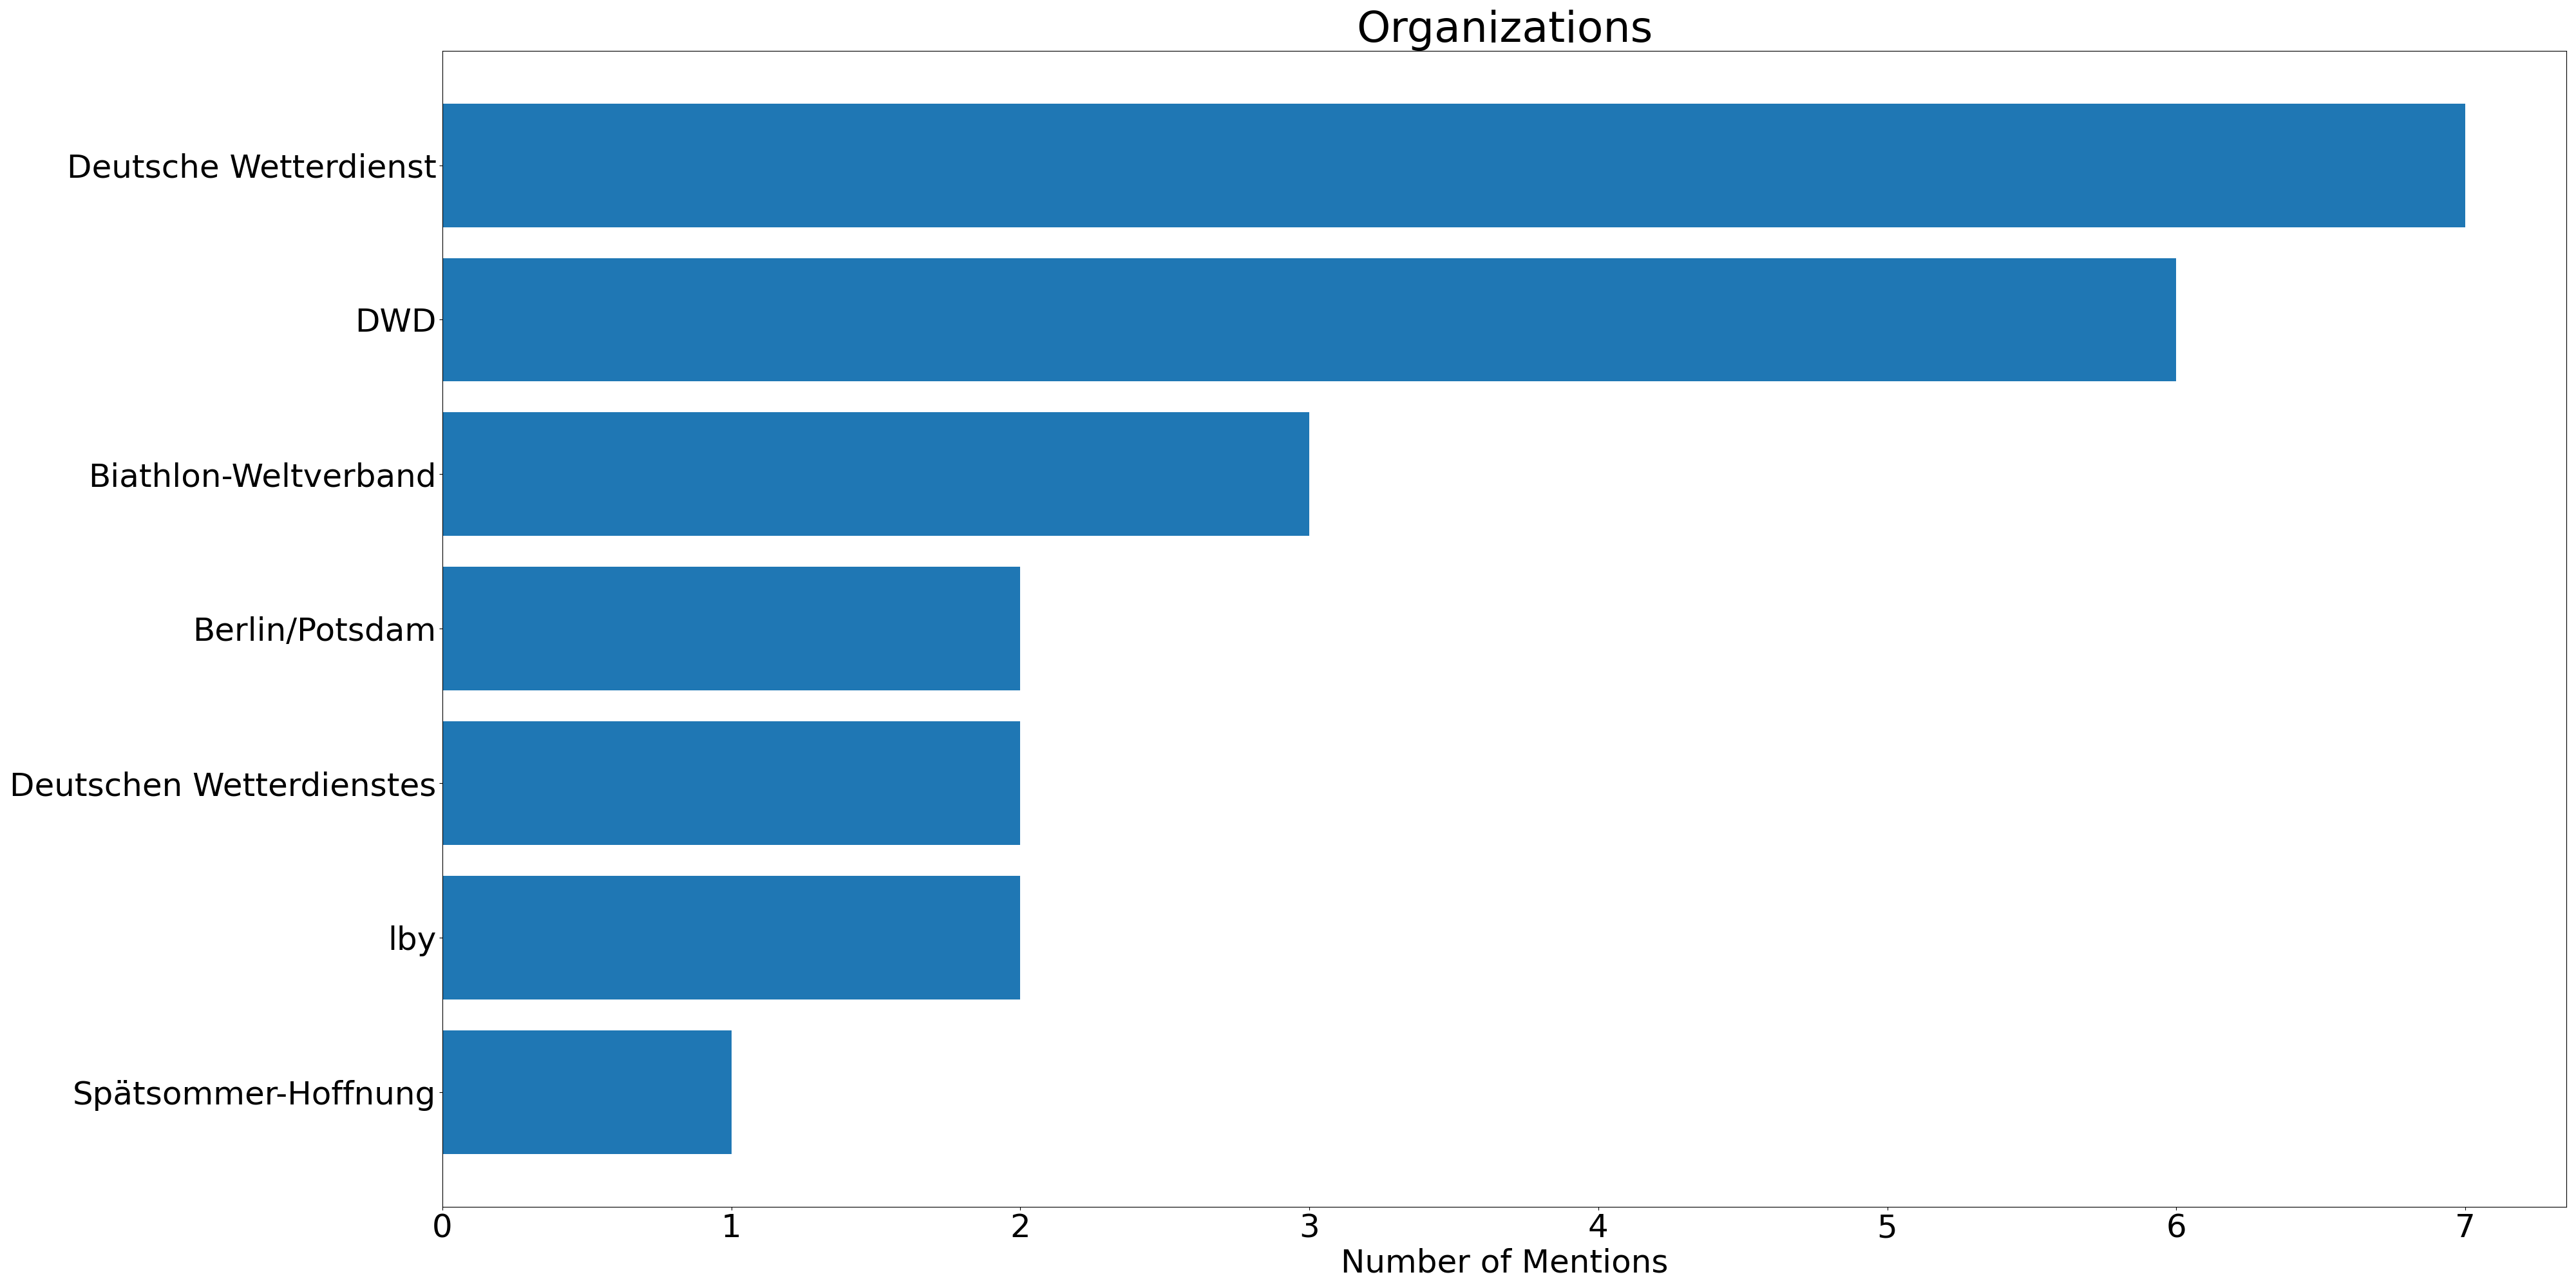 Organizations
Deutsche Wetterdienst
DWD
Biathlon-Weltverband
Berlin/Potsdam
Deutschen Wetterdienstes
lby
Spätsommer-Hoffnung
0 1 2 3 4 5 6 7
Number of Mentions